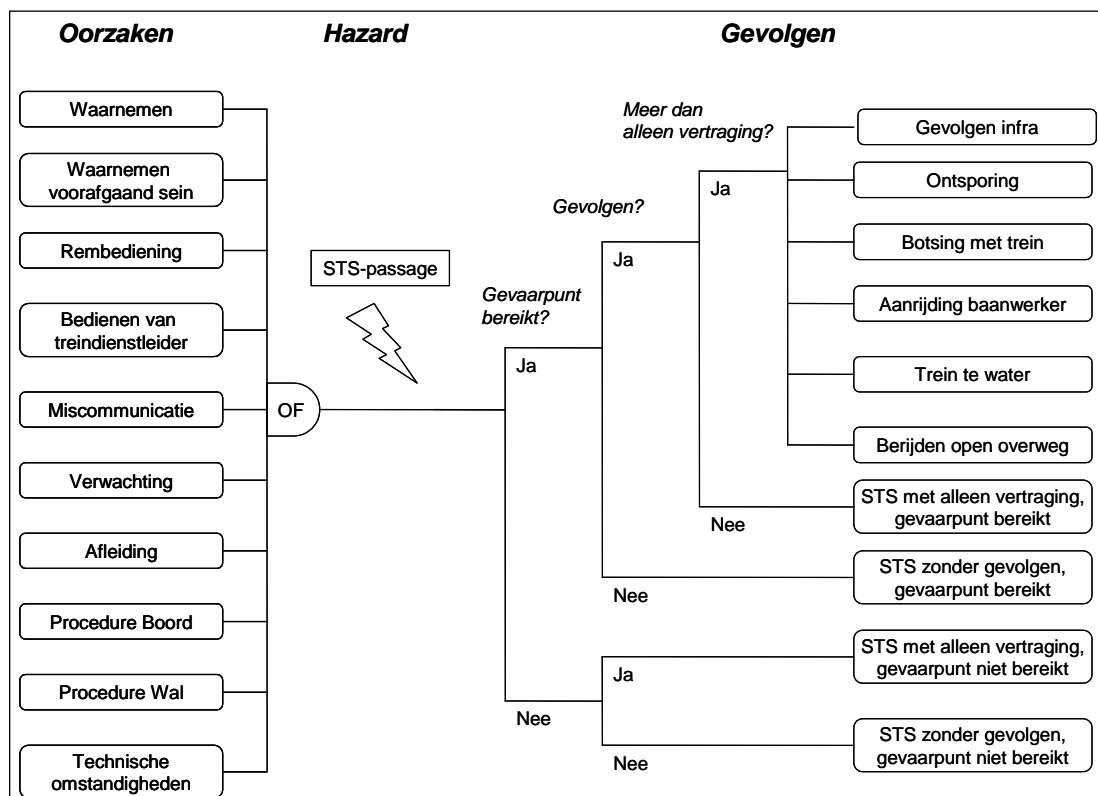 Oorzaken
Hazard
Gevolgen
Waarnemen
Waarnemen
voorafgaand sein
Rembediening
Bedienen van
treindienstleider
Miscommunicatie
Verwachting
Afleiding
Procedure Boord
Procedure Wal
Technische
omstandigheden
OF
STS-passage
Gevaarpunt
bereikt?
Ja
Nee
Gevolgen?
Ja
Nee
Ja
Nee
Meer dan
alleen vertraging?
Ja
Nee
Gevolgen infra
Ontsporing
Botsing met trein
Aanrijding baanwerker
Trein te water
Berijden open overweg
STS met alleen vertraging,
gevaarpunt bereikt
STS zonder gevolgen,
gevaarpunt bereikt
STS met alleen vertraging,
gevaarpunt niet bereikt
STS zonder gevolgen,
gevaarpunt niet bereikt